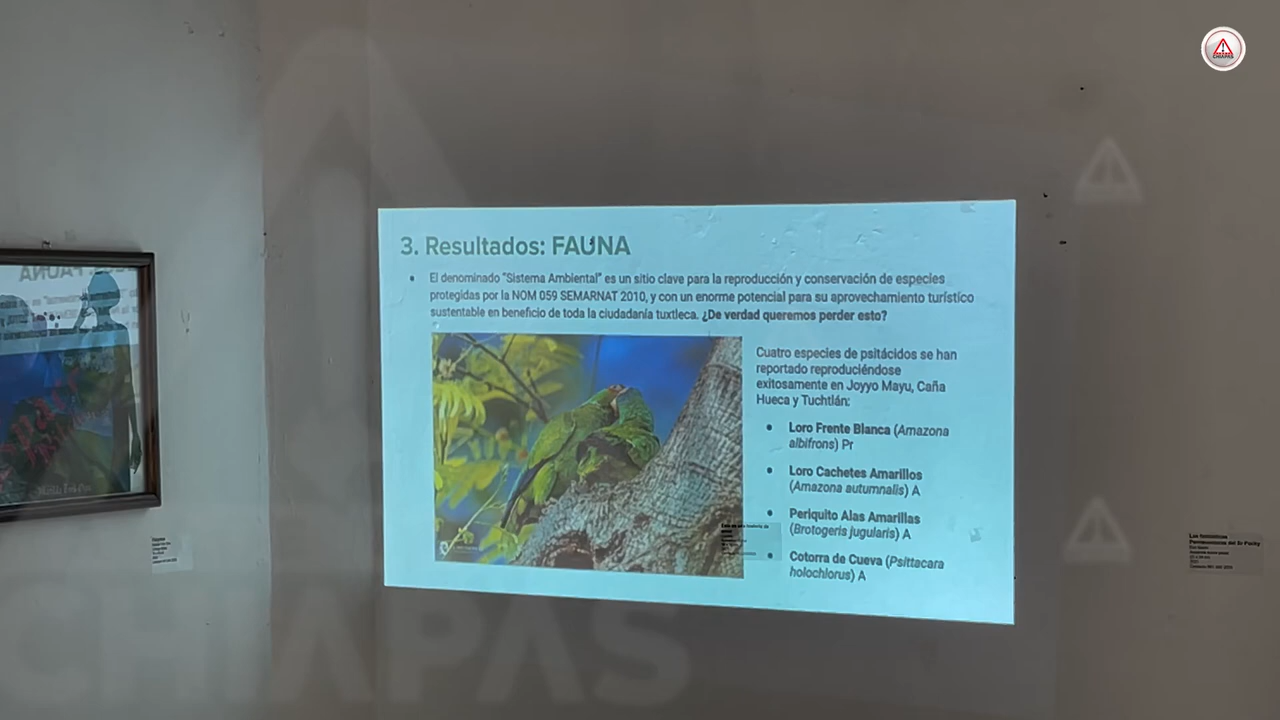 CHIAPAS
3. Resultados: FAUNA
El denominado "Sistema Ambiental" es un sitio clave para la reproducción y conservación de especies
protegidas por la NOM 059 SEMARNAT 2010, y con un enorme potencial para su aprovechamiento turístico
sustentable en beneficio de toda la ciudadanía tuxtleca. ¿De verdad queremos perder esto?
Cuatro especies de psitácidos se han
reportado reproduciéndose
exitosamente en Joyyo Mayu, Caña
Hueca y Tuchtlán:
Loro Frente Blanca (Amazona
albifrons) Pr
Loro Cachetes Amarillos
(Amazona autumnalis) A
Periquito Alas Amarillas
(Brotogeris jugularis) A
Cotorra de Cueva (Psittacara
holochlorus) A
CHIAPAS